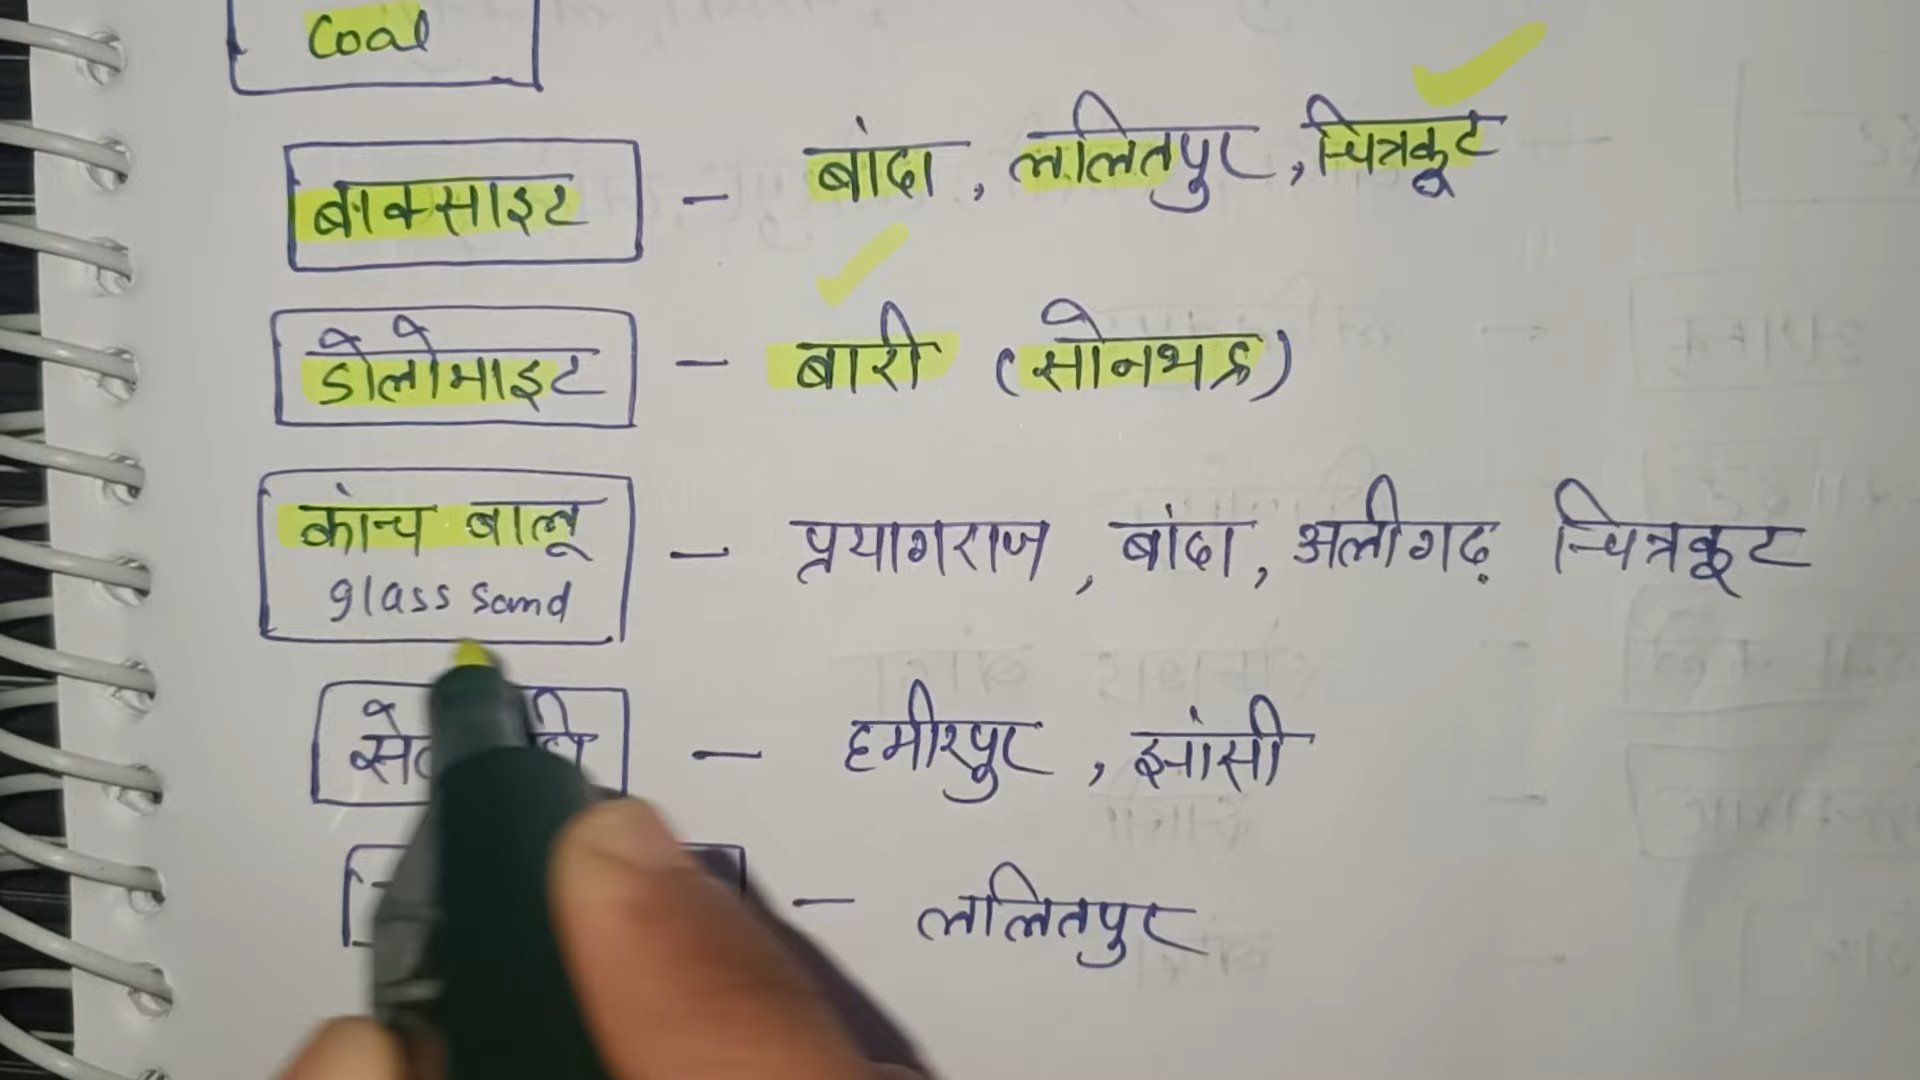 Coal
बाक्साइट - बांदा, ललितपुर, चित्रकूट
डोलोमाइट - बारी (सोनभद्र)
कांच बालू - प्रयागराज, बांदा, अलीगढ़ चित्रकूट
glass sand
- हमीरपुर, झांसी
- ललितपुर